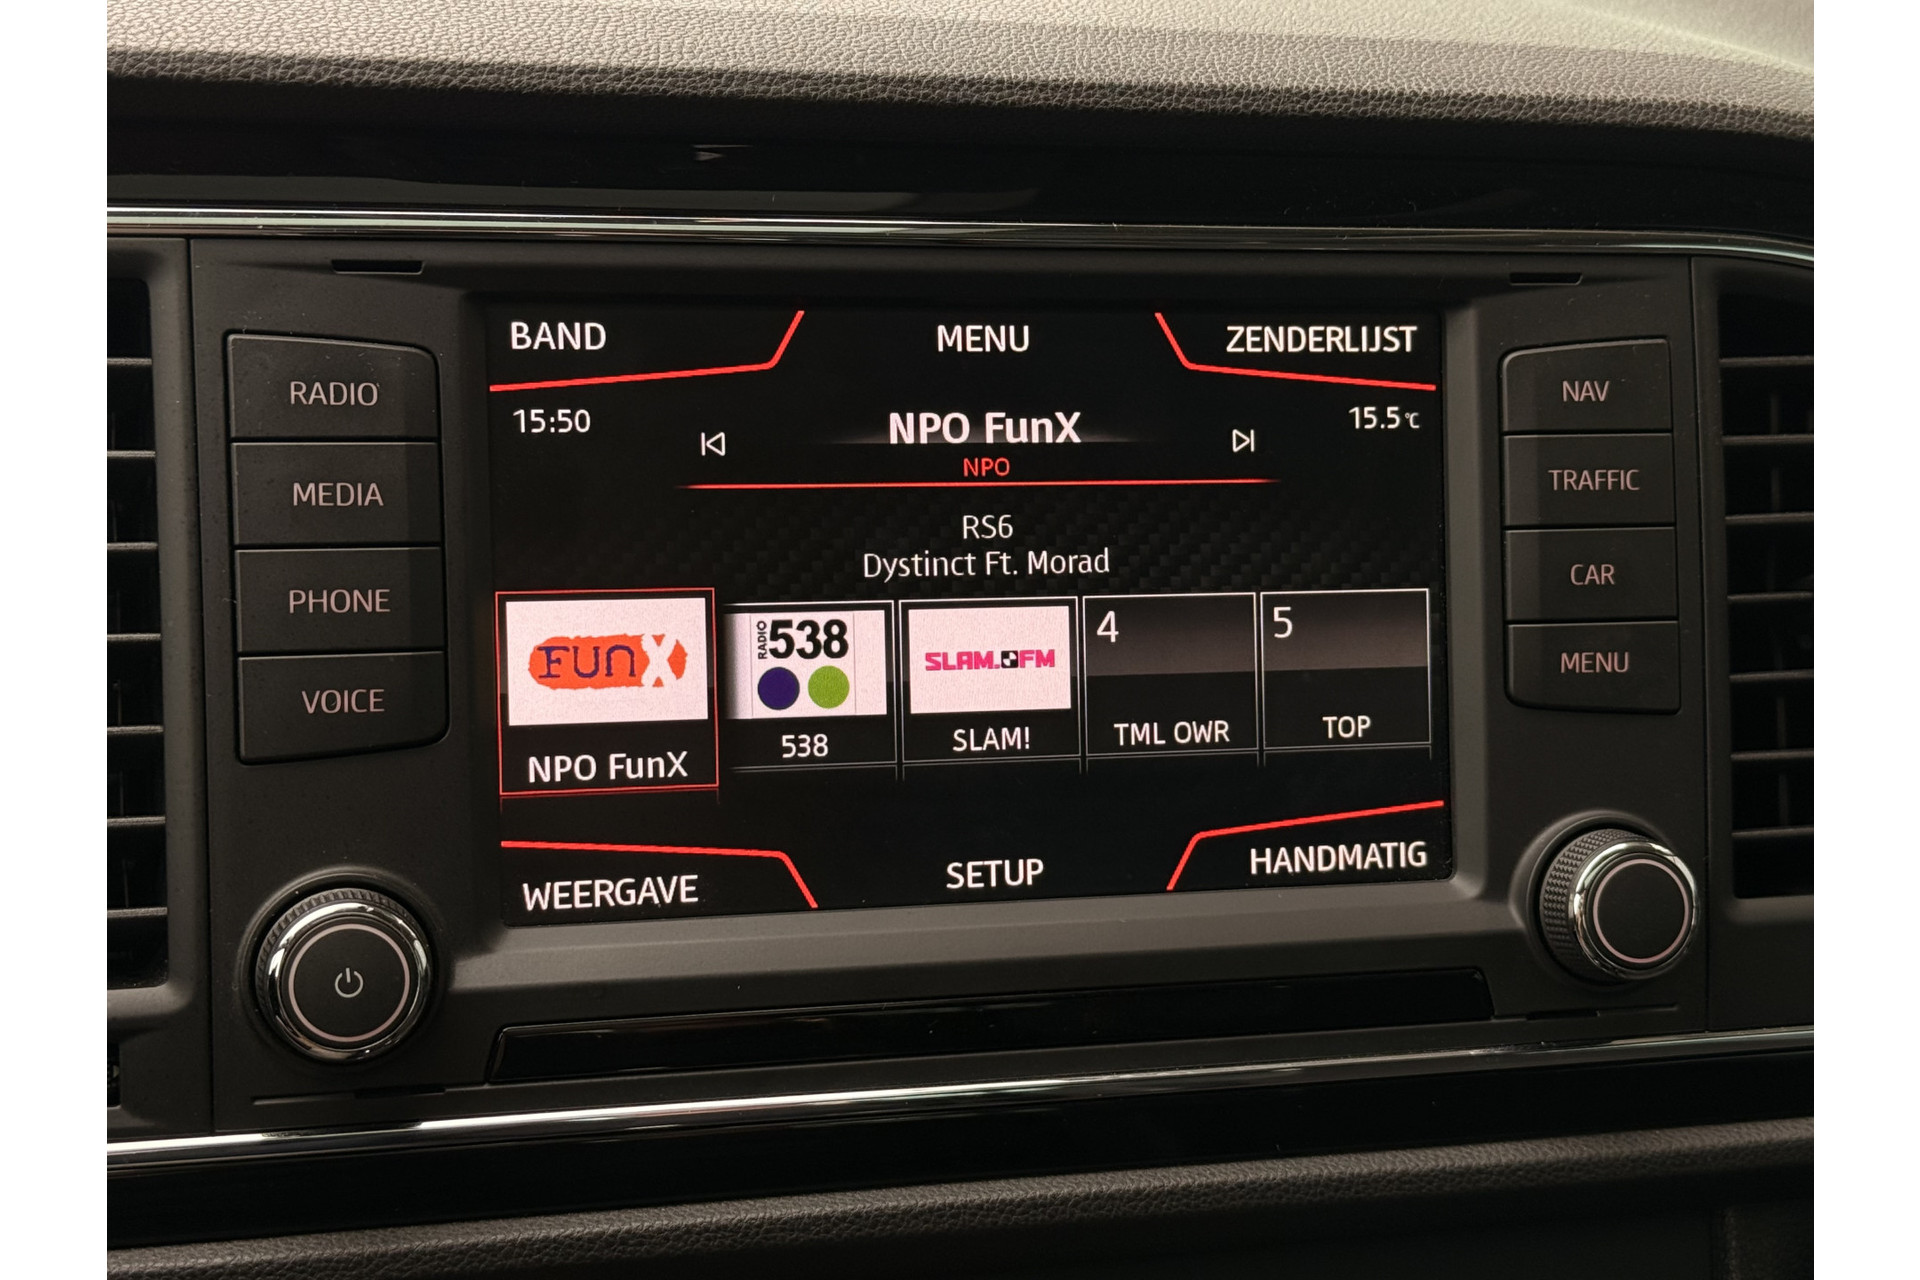 BAND
MENU
ZENDERLIJST
15:50
NPO FunX
15.5°C
NPO
RS6
Dystinct Ft. Morad
FUNX
RADIO 538
SLAM.FM
4
5
NPO FunX
538
SLAM!
TML OWR
TOP
WEERGAVE
SETUP
HANDMATIG
RADIO
MEDIA
PHONE
VOICE
NAV
TRAFFIC
CAR
MENU